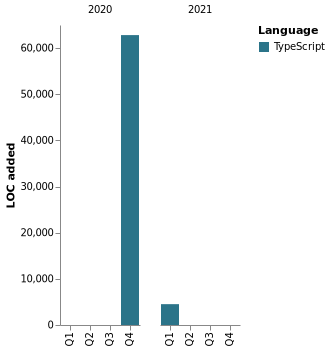 2020 2021
Language
TypeScript
LOC added
60,000
50,000
40,000
30,000
20,000
10,000
0
Q1 Q2 Q3 Q4 Q1 Q2 Q3 Q4